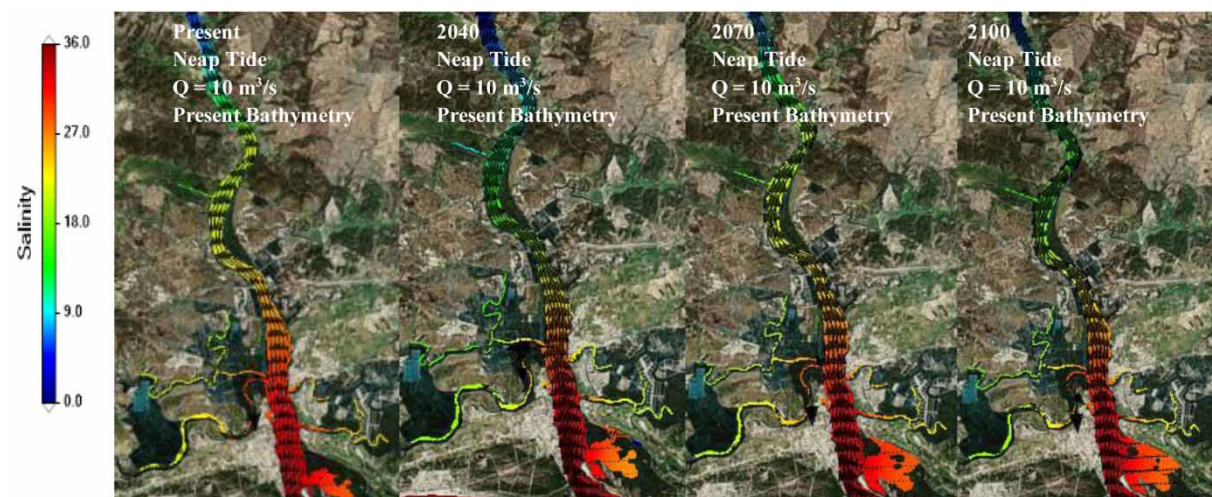 36.0
27.0
18.0
9.0
0.0
Salinity
Present
Neap Tide
Q = 10 m³/s
Present Bathymetry
2040
Neap Tide
Q = 10 m³/s
Present Bathymetry
2070
Neap Tide
Q = 10 m³/s
Present Bathymetry
2100
Neap Tide
Q = 10 m³/s
Present Bathymetry